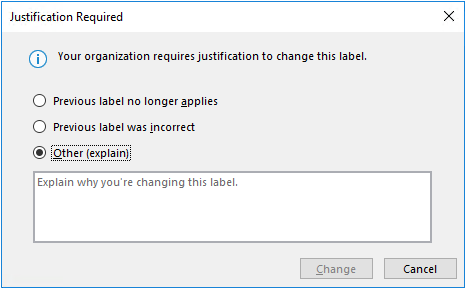 Justification Required
Your organization requires justification to change this label.
Previous label no longer applies
Previous label was incorrect
Other (explain)
Explain why you're changing this label.
Change Cancel